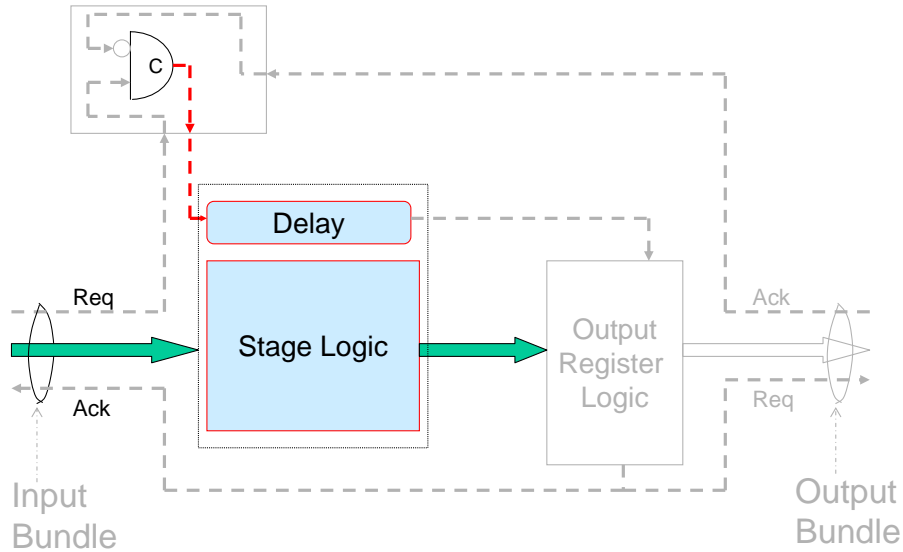 C
Delay
Req
Stage Logic
Output
Register
Logic
Ack
Ack
Req
Input
Bundle
Output
Bundle